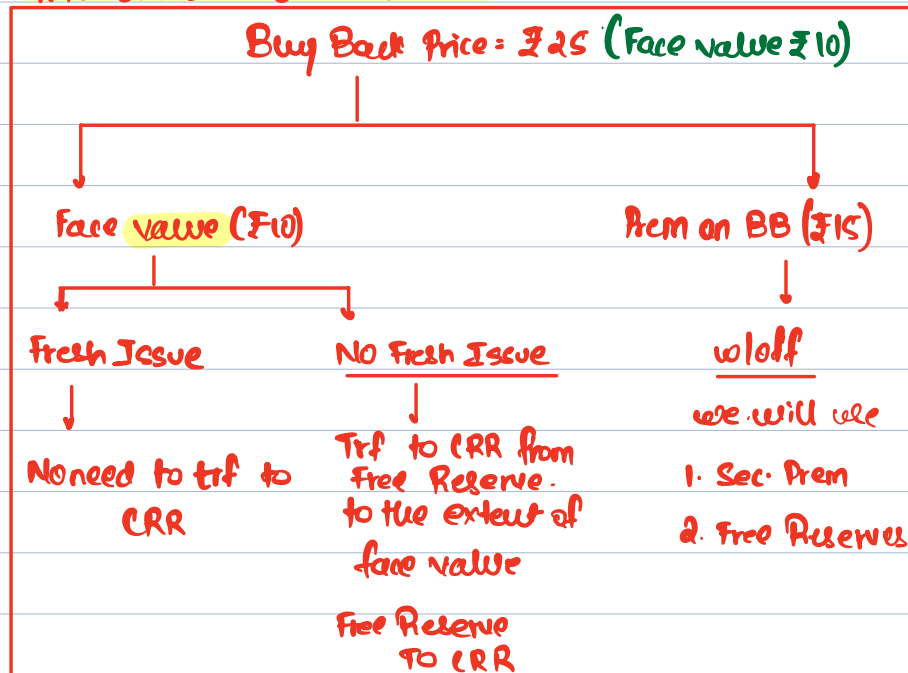 Buy Back Price = ₹25 (Face value ₹10)
Face value (₹10)
Prem on BB (₹15)
Fresh Issue
No Fresh Issue
w/off
we will use
No need to trf to
CRR
Trf to CRR from
Free Reserve.
to the extent of
face value
1. Sec. Prem
2. Free Reserves
Free Reserve
TO CRR